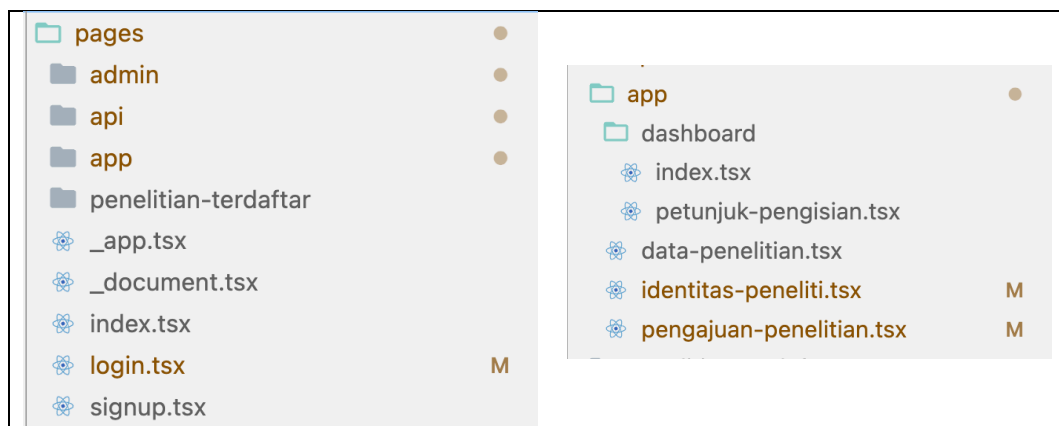 pages
admin
api
app
penelitian-terdaftar
_app.tsx
_document.tsx
index.tsx
login.tsx M
signup.tsx
app
dashboard
index.tsx
petunjuk-pengisian.tsx
data-penelitian.tsx
identitas-peneliti.tsx M
pengajuan-penelitian.tsx M